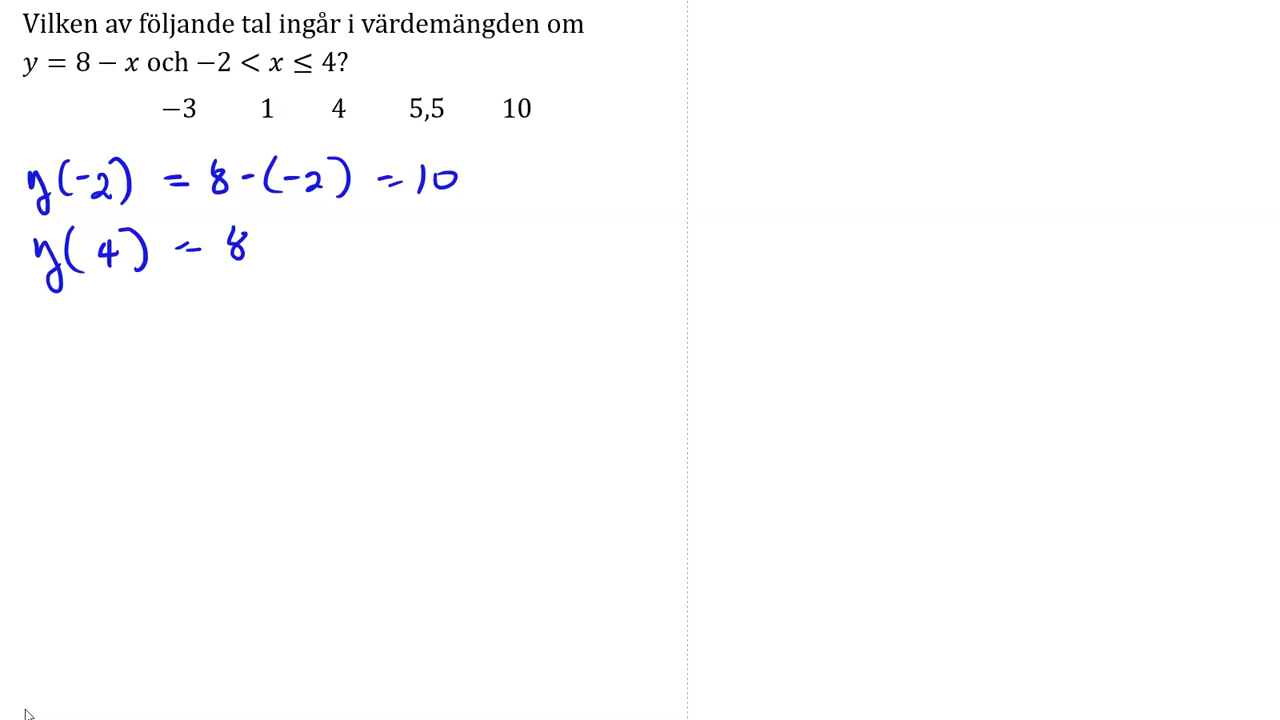 Vilken av följande tal ingår i värdemängden om
y = 8 − x och −2 < x ≤ 4?
−3 1 4 5,5 10
y(-2) = 8-(-2) = 10
y(4) = 8